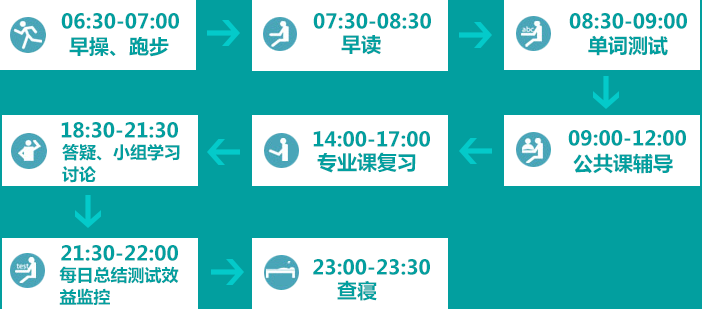 06:30-07:00
早操、跑步
07:30-08:30
早读
08:30-09:00
abc
单词测试
09:00-12:00
公共课辅导
14:00-17:00
专业课复习
18:30-21:30
答疑、小组学习
讨论
21:30-22:00
test
每日总结测试效
益监控
23:00-23:30
查寝